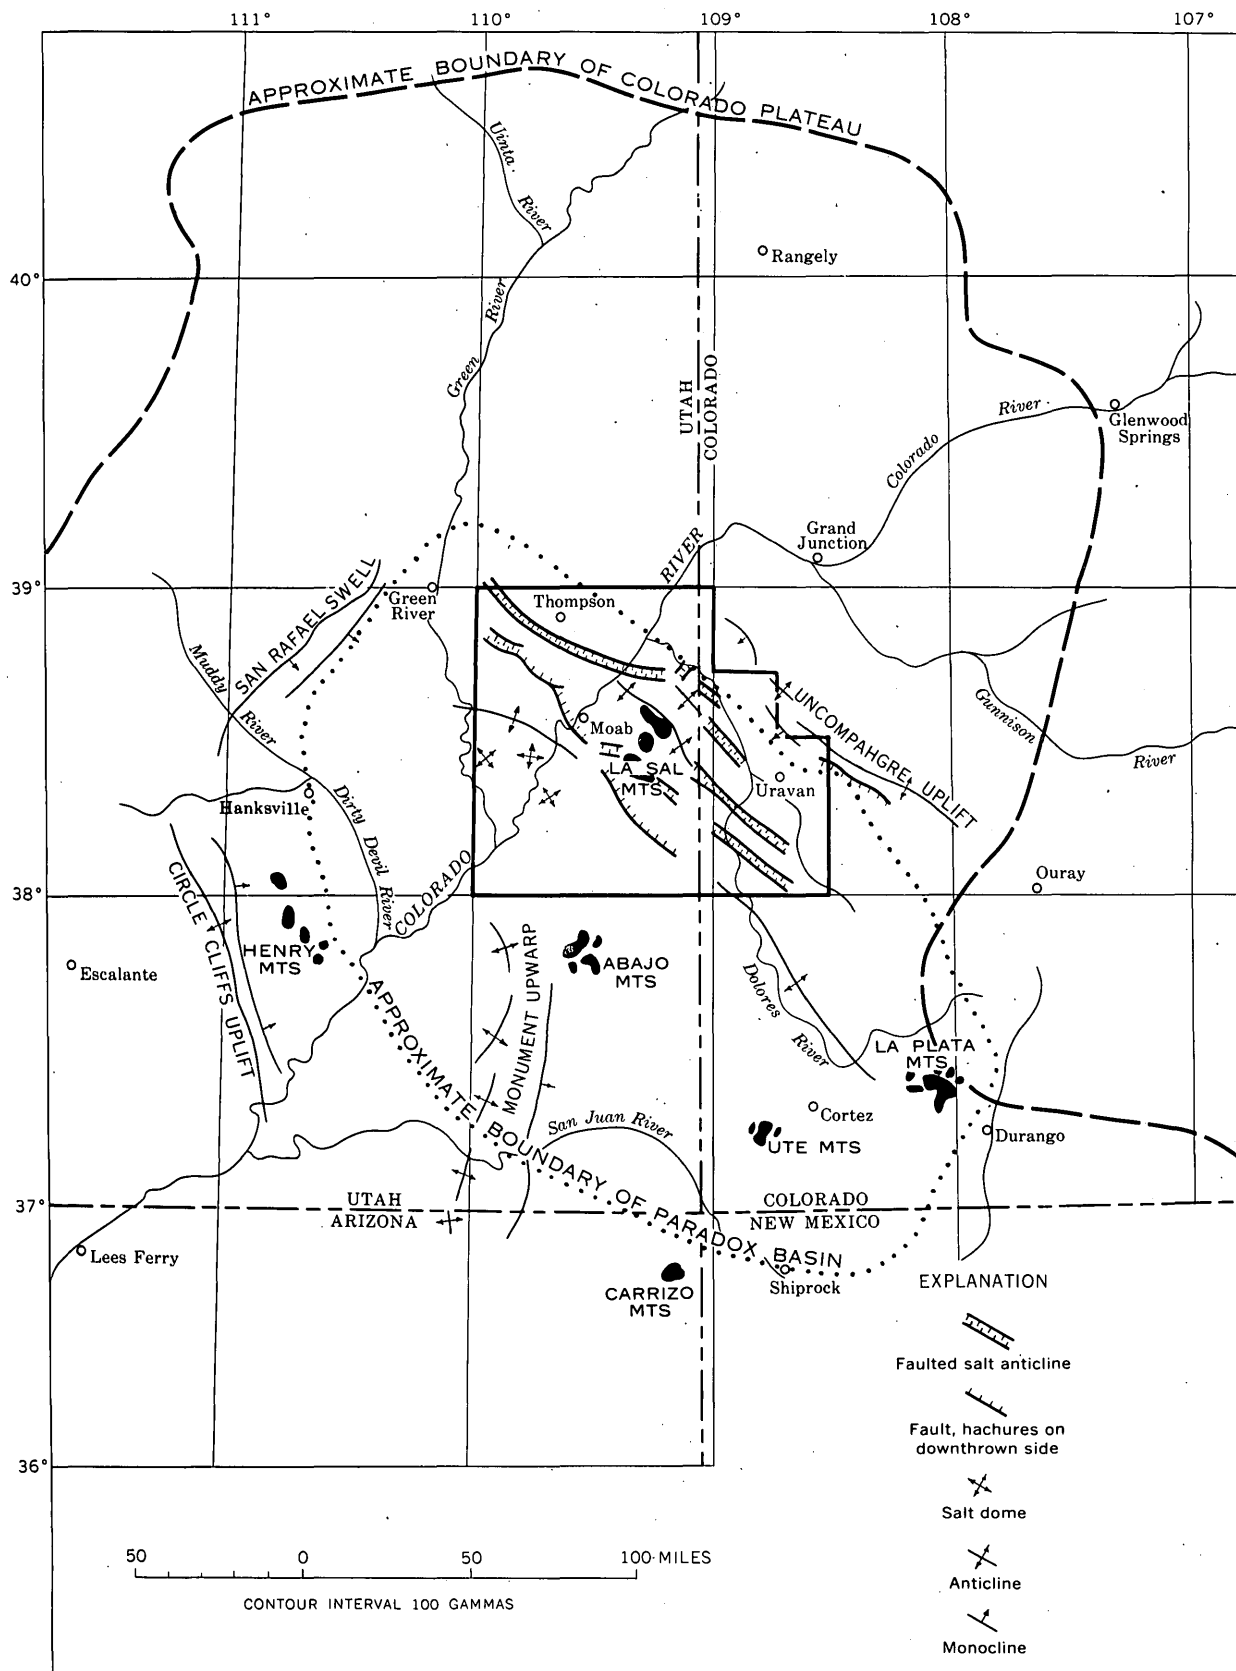 111°
110°
109°
108°
107°
APPROXIMATE BOUNDARY OF COLORADO PLATEAU
Uinta
River
Rangely
40°
River
Green
UTAH
COLORADO
River
Glenwood
Springs
Colorado
Grand
Junction
RIVER
39°
SAN RAFAEL SWELL
Green
River
Thompson
Muddy
River
UNCOMPAHGRE UPLIFT
Gunnison
River
Moab
LA SAL
MTS
Uravan
Hanksville
Dirty Devil River
COLORADO
Ouray
38°
CIRCLE CLIFFS UPLIFT
HENRY
MTS
Escalante
MONUMENT UPWARP
ABAJO
MTS
Dolores
River
LA PLATA
MTS
APPROXIMATE BOUNDARY OF PARADOX BASIN
San Juan River
Cortez
UTE MTS
Durango
37°
UTAH
ARIZONA
COLORADO
NEW MEXICO
Lees Ferry
Shiprock
CARRIZO
MTS
EXPLANATION
Faulted salt anticline
Fault, hachures on
downthrown side
36°
Salt dome
Anticline
Monocline
50 0 50 100 MILES
CONTOUR INTERVAL 100 GAMMAS